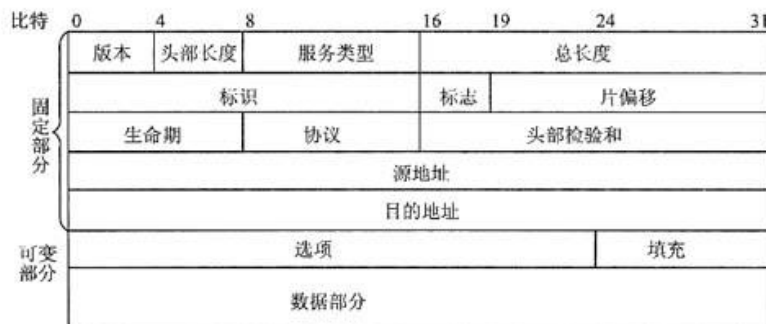 比特 0 4 8 16 19 24 31
版本 头部长度 服务类型 总长度
标识 标志 片偏移
固定部分
生命期 协议 头部检验和
源地址
目的地址
可变部分 选项 填充
数据部分